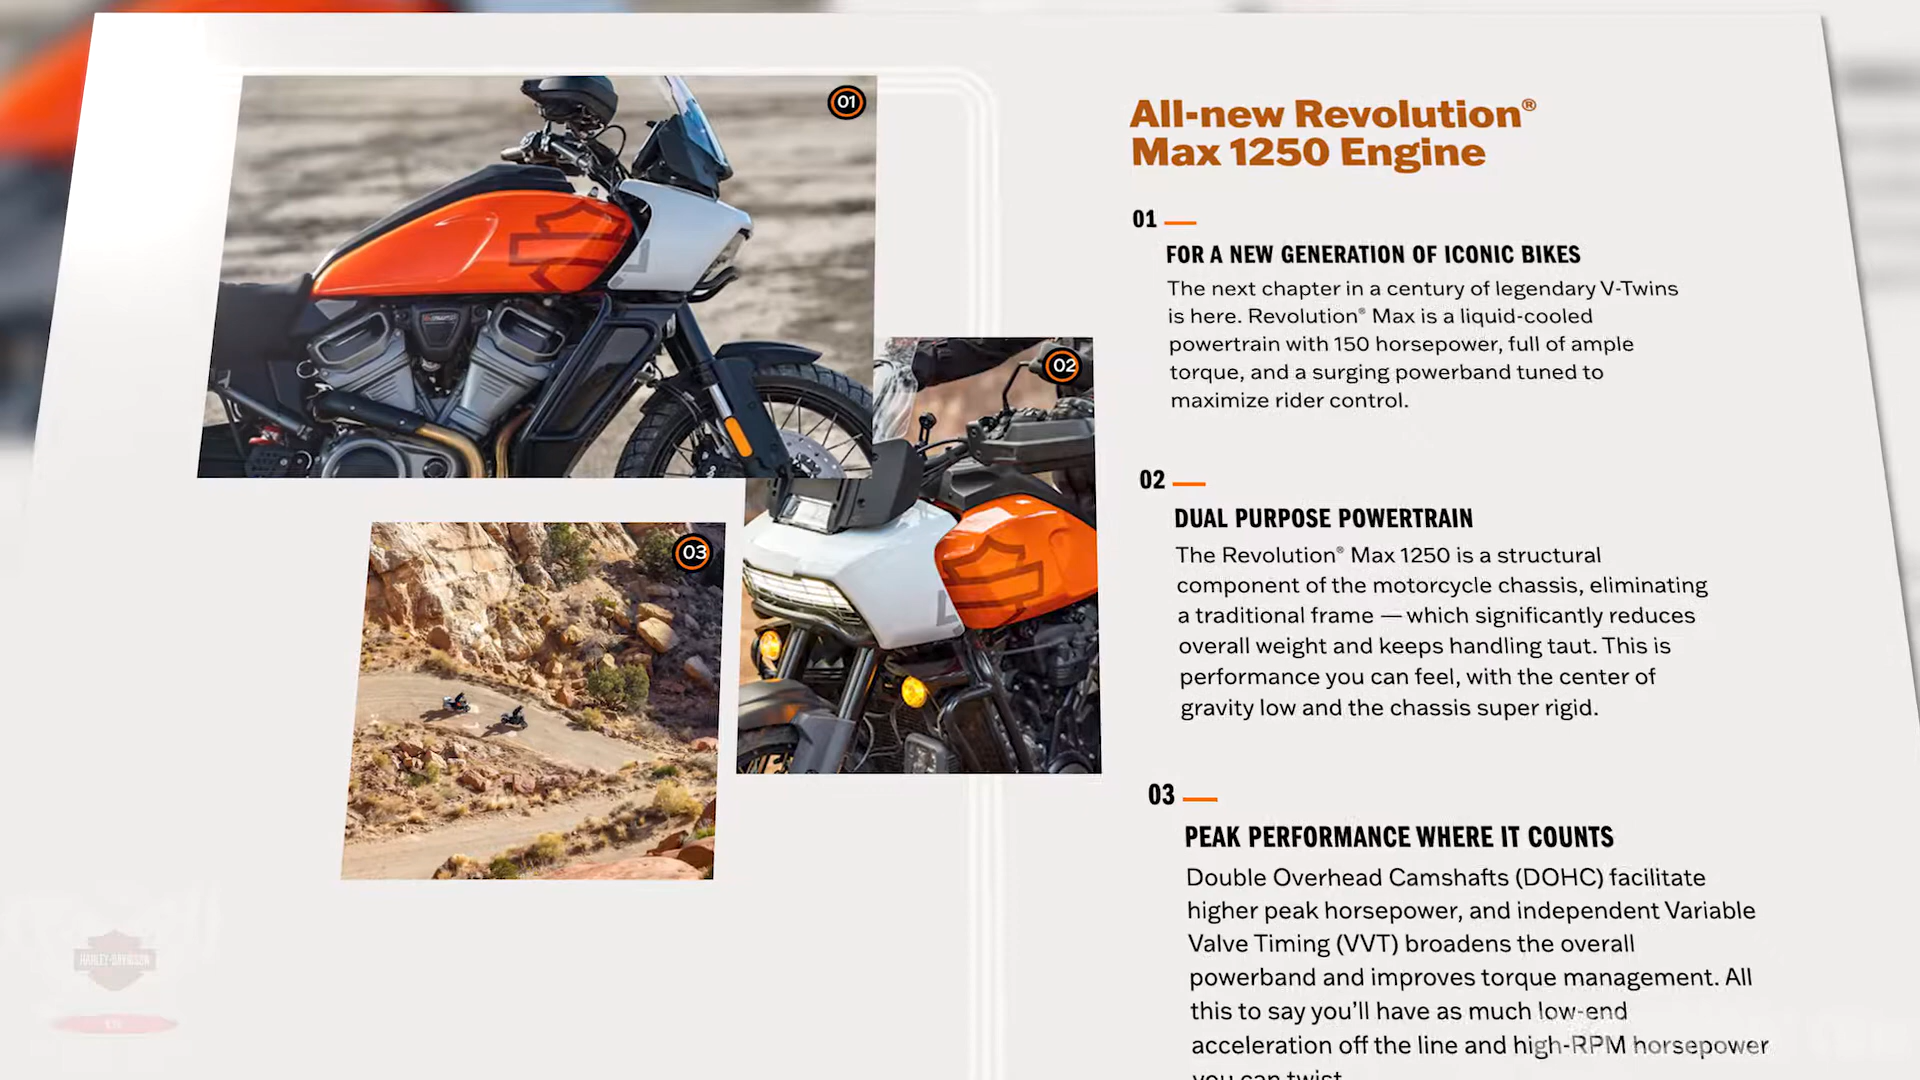 01
02
03
All-new Revolution®
Max 1250 Engine
01
FOR A NEW GENERATION OF ICONIC BIKES
The next chapter in a century of legendary V-Twins
is here. Revolution® Max is a liquid-cooled
powertrain with 150 horsepower, full of ample
torque, and a surging powerband tuned to
maximize rider control.
02
DUAL PURPOSE POWERTRAIN
The Revolution® Max 1250 is a structural
component of the motorcycle chassis, eliminating
a traditional frame — which significantly reduces
overall weight and keeps handling taut. This is
performance you can feel, with the center of
gravity low and the chassis super rigid.
03
PEAK PERFORMANCE WHERE IT COUNTS
Double Overhead Camshafts (DOHC) facilitate
higher peak horsepower, and independent Variable
Valve Timing (VVT) broadens the overall
powerband and improves torque management. All
this to say you’ll have as much low-end
acceleration off the line and high-RPM horsepower
you can twist.
HARLEY-DAVIDSON